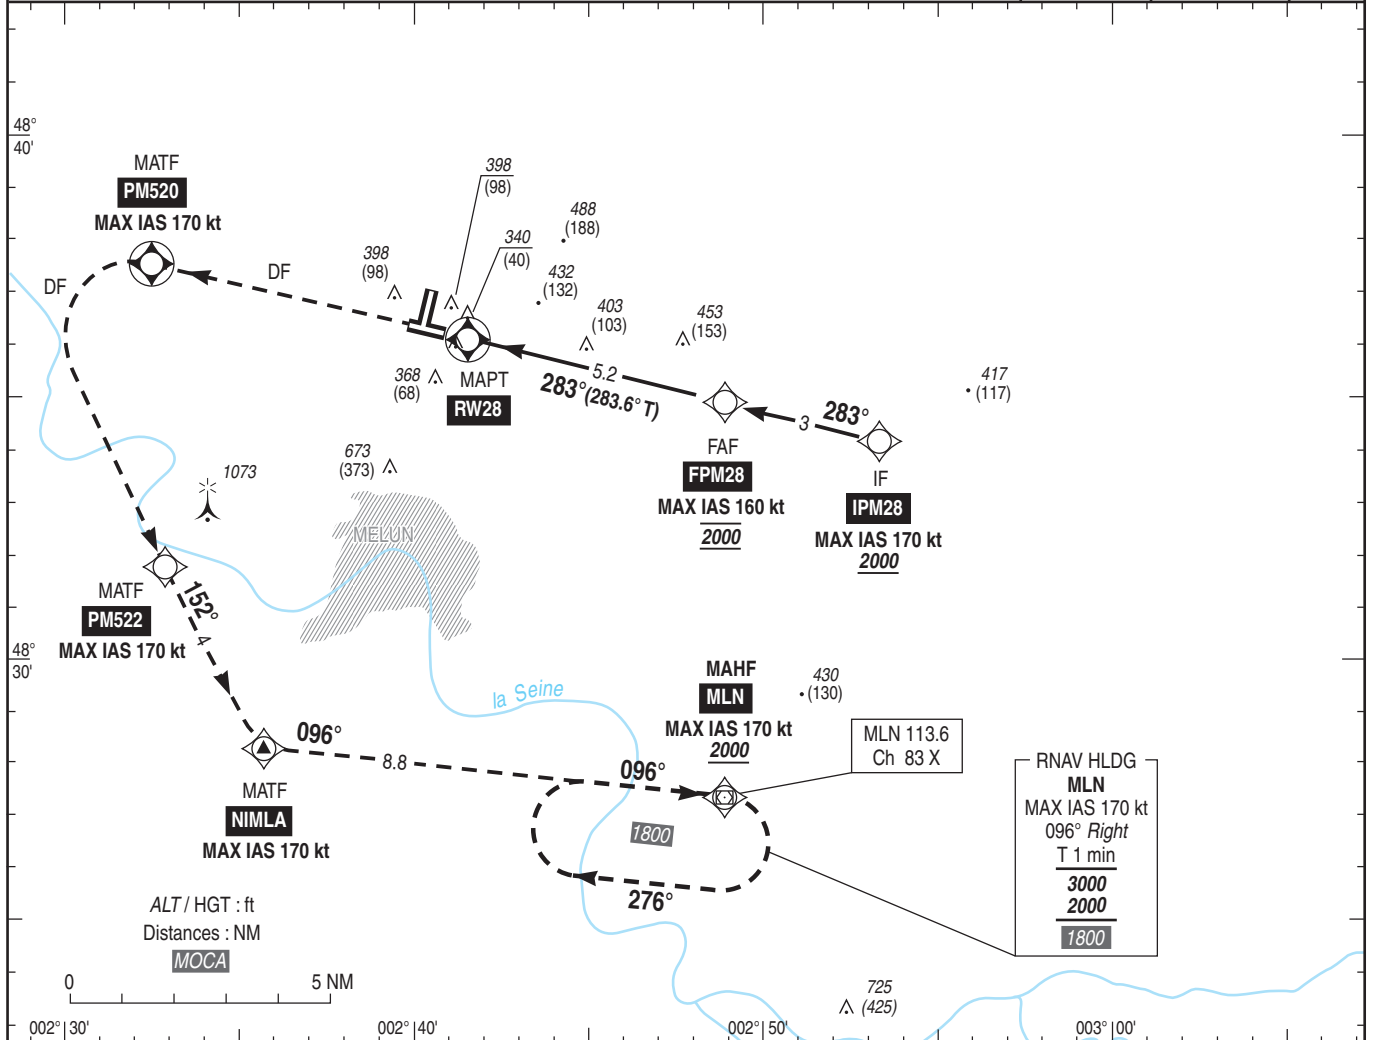 48°
40'
MATF
PM520
MAX IAS 170 kt
DF
DF
398
(98)
398
(98)
488
(188)
340
(40)
432
(132)
403
(103)
453
(153)
417
(117)
368
(68)
MAPT
RW28
5.2
283° (283.6° T)
3
283°
FAF
FPM28
MAX IAS 160 kt
2000
IF
IPM28
MAX IAS 170 kt
2000
673
(373)
1073
MELUN
MATF
PM522
MAX IAS 170 kt
152°
4
48°
30'
la Seine
MAHF
MLN
MAX IAS 170 kt
2000
430
(130)
MLN 113.6
Ch 83 X
096°
8.8
096°
MATF
NIMLA
MAX IAS 170 kt
1800
276°
RNAV HLDG
MLN
MAX IAS 170 kt
096° Right
T 1 min
3000
2000
1800
ALT / HGT : ft
Distances : NM
MOCA
0 5 NM
725
(425)
002° 30' 002° 40' 002° 50' 003° 00'